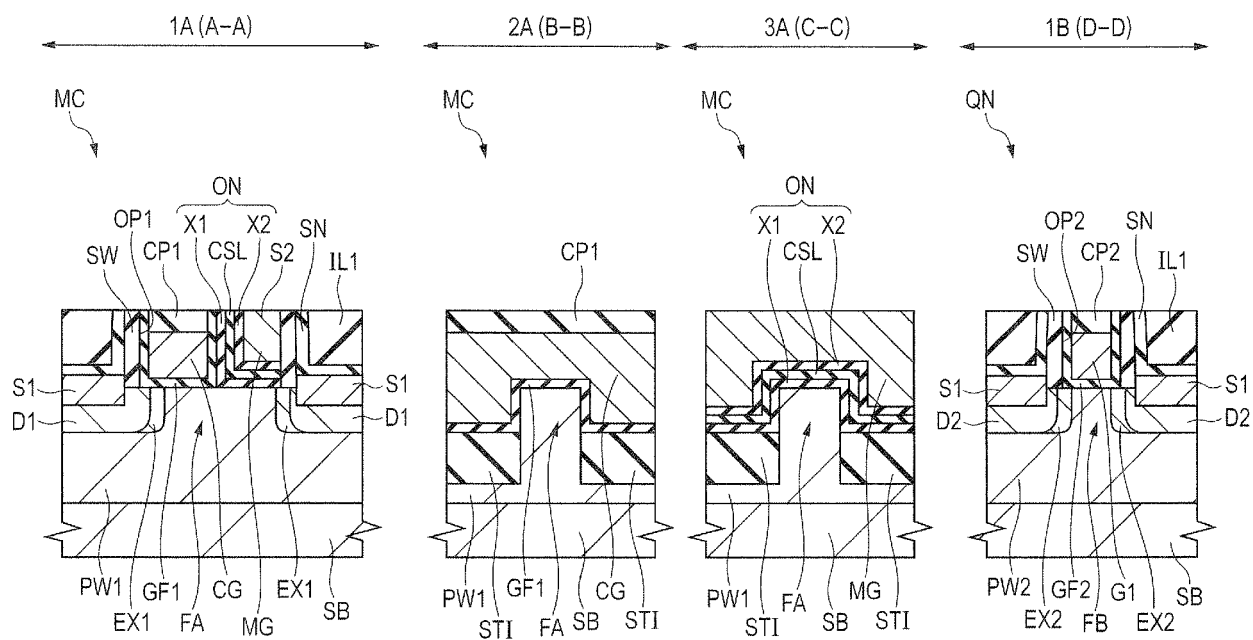 1A (A-A) 2A (B-B) 3A (C-C) 1B (D-D)
MC MC MC QN
ON ON
OP1 X1 X2 SN X1 X2 OP2 SN
SW CP1 CSL S2 IL1 CP1 CSL SW CP2 IL1
S1 S1 S1 S1
D1 D1 D2 D2
PW1 GF1 CG EX1 SB PW1 GF1 SB CG PW1 FA MG PW2 GF2 G1 SB
EX1 FA MG STI FA STI STI SB STI EX2 FB EX2